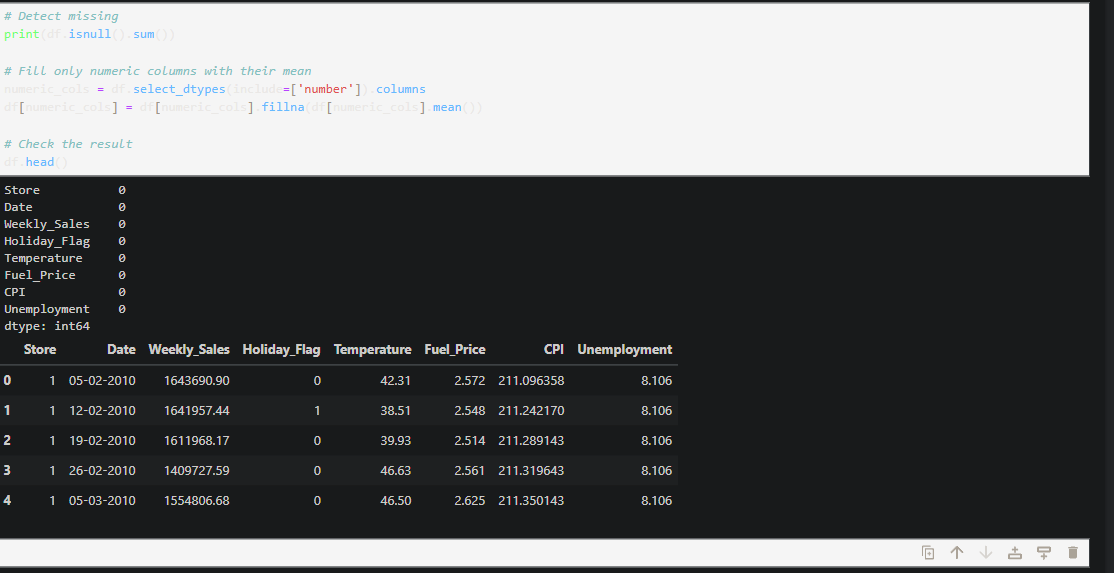 # Detect missing
print(df.isnull().sum())
# Fill only numeric columns with their mean
numeric_cols = df.select_dtypes(include=['number']).columns
df[numeric_cols] = df[numeric_cols].fillna(df[numeric_cols].mean())
# Check the result
df.head()
Store 0
Date 0
Weekly_Sales 0
Holiday_Flag 0
Temperature 0
Fuel_Price 0
CPI 0
Unemployment 0
dtype: int64
Store Date Weekly_Sales Holiday_Flag Temperature Fuel_Price CPI Unemployment
0 1 05-02-2010 1643690.90 0 42.31 2.572 211.096358 8.106
1 1 12-02-2010 1641957.44 1 38.51 2.548 211.242170 8.106
2 1 19-02-2010 1611968.17 0 39.93 2.514 211.289143 8.106
3 1 26-02-2010 1409727.59 0 46.63 2.561 211.319643 8.106
4 1 05-03-2010 1554806.68 0 46.50 2.625 211.350143 8.106